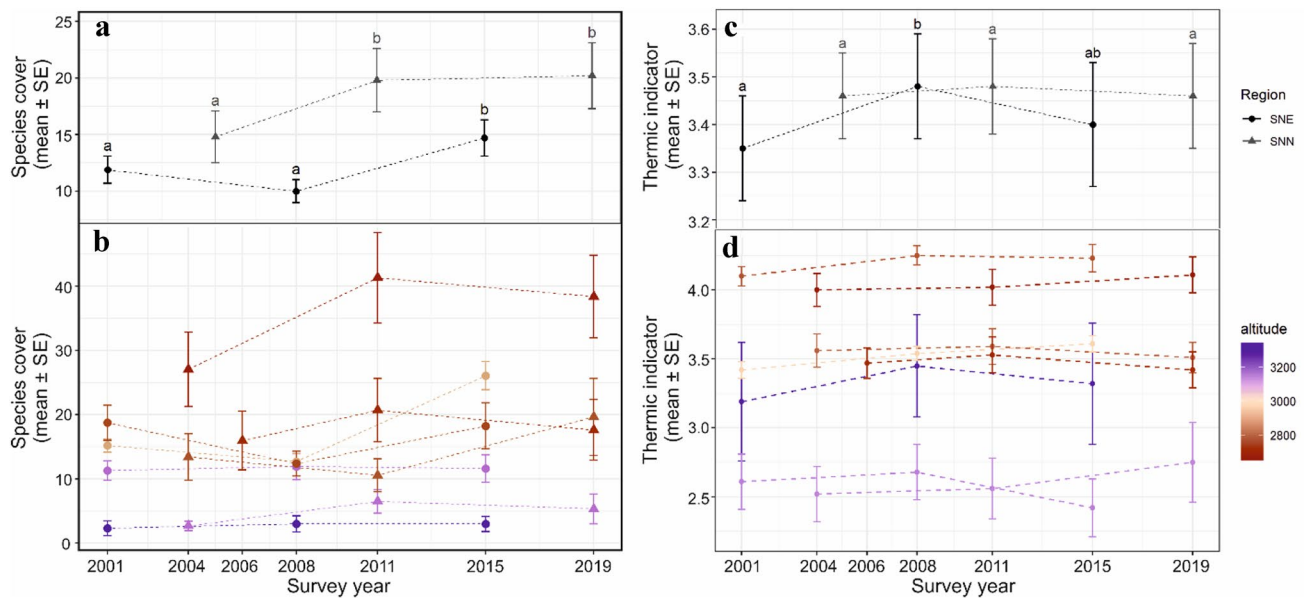 a
Species cover
(mean ± SE)
25
20
15
10
a
a
a
b
b
b
b
Species cover
(mean ± SE)
40
30
20
10
0
2001
2004
2006
2008
2011
2015
2019
Survey year
c
Thermic indicator
(mean ± SE)
3.6
3.5
3.4
3.3
3.2
a
a
b
a
ab
a
d
Thermic indicator
(mean ± SE)
4.0
3.5
3.0
2.5
2001
2004
2006
2008
2011
2015
2019
Survey year
Region
SNE
SNN
altitude
3200
3000
2800